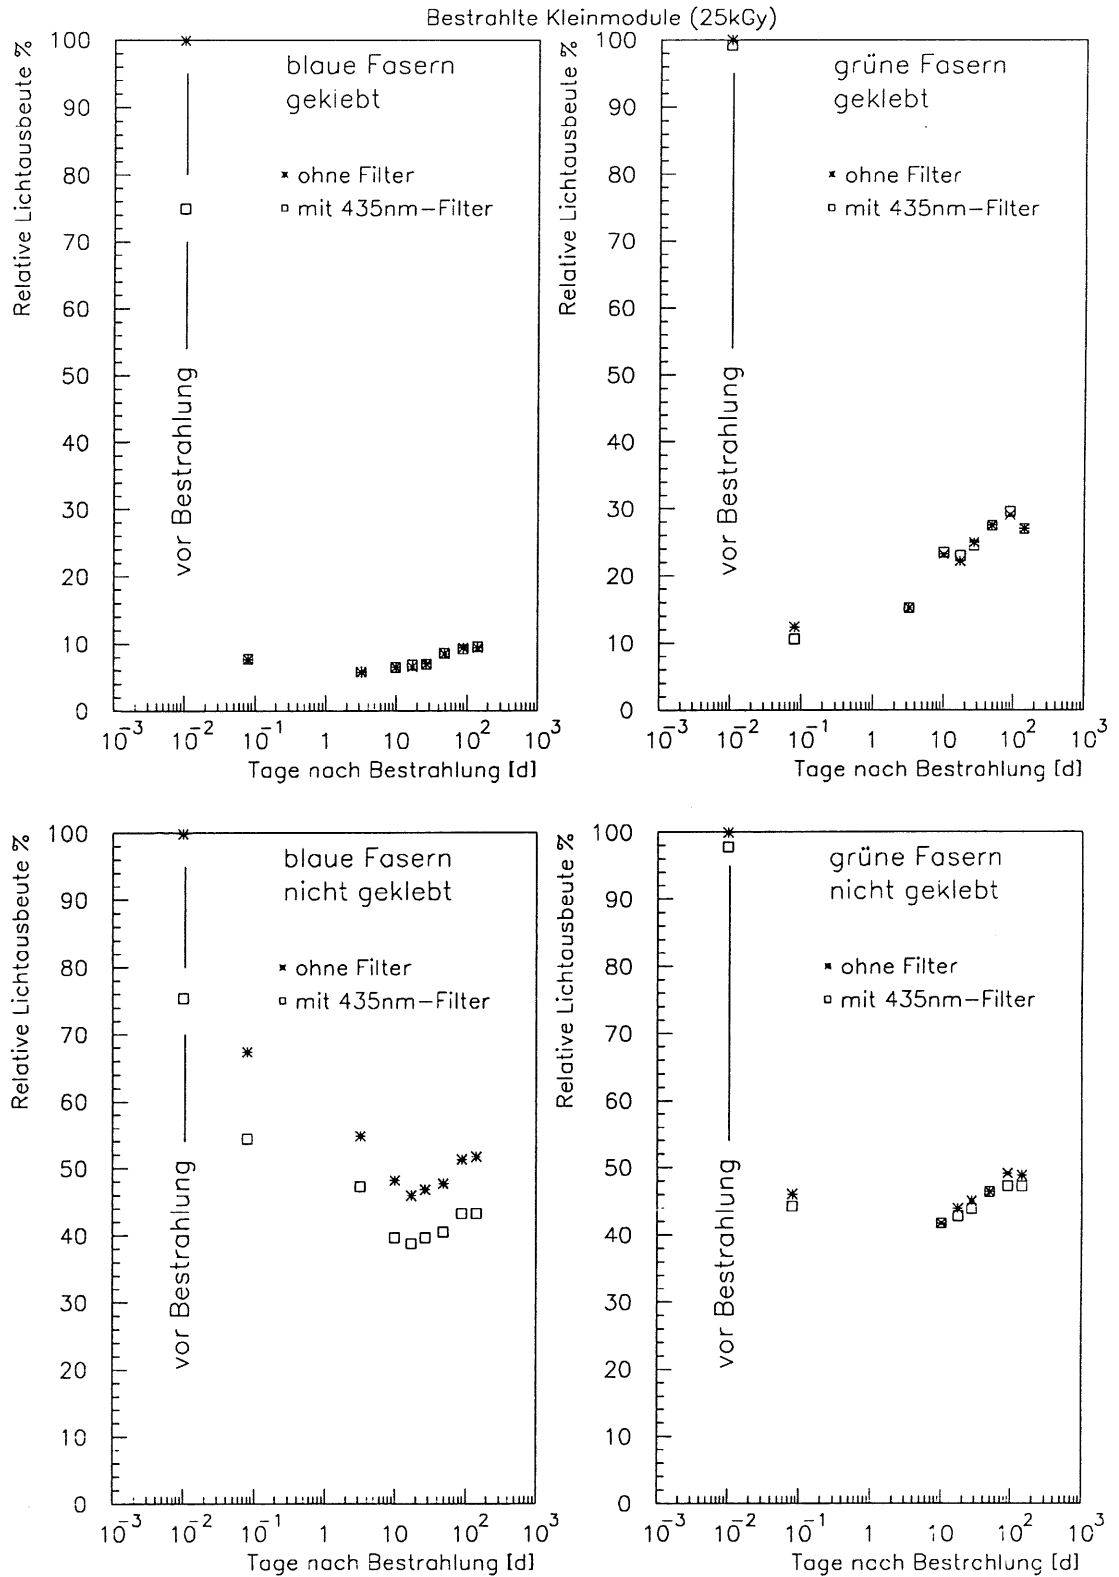 Bestrahlte Kleinmodule (25kGy)
Relative Lichtausbeute %
100
90
80
70
60
50
40
30
20
10
0
blaue Fasern
geklebt
ohne Filter
mit 435nm-Filter
vor Bestrahlung
10^-3 10^-2 10^-1 1 10 10^2 10^3
Tage nach Bestrahlung [d]
Relative Lichtausbeute %
100
90
80
70
60
50
40
30
20
10
0
grüne Fasern
geklebt
ohne Filter
mit 435nm-Filter
vor Bestrahlung
10^-3 10^-2 10^-1 1 10 10^2 10^3
Tage nach Bestrahlung [d]
Relative Lichtausbeute %
100
90
80
70
60
50
40
30
20
10
0
blaue Fasern
nicht geklebt
ohne Filter
mit 435nm-Filter
vor Bestrahlung
10^-3 10^-2 10^-1 1 10 10^2 10^3
Tage nach Bestrahlung [d]
Relative Lichtausbeute %
100
90
80
70
60
50
40
30
20
10
0
grüne Fasern
nicht geklebt
ohne Filter
mit 435nm-Filter
vor Bestrahlung
10^-3 10^-2 10^-1 1 10 10^2 10^3
Tage nach Bestrahlung [d]